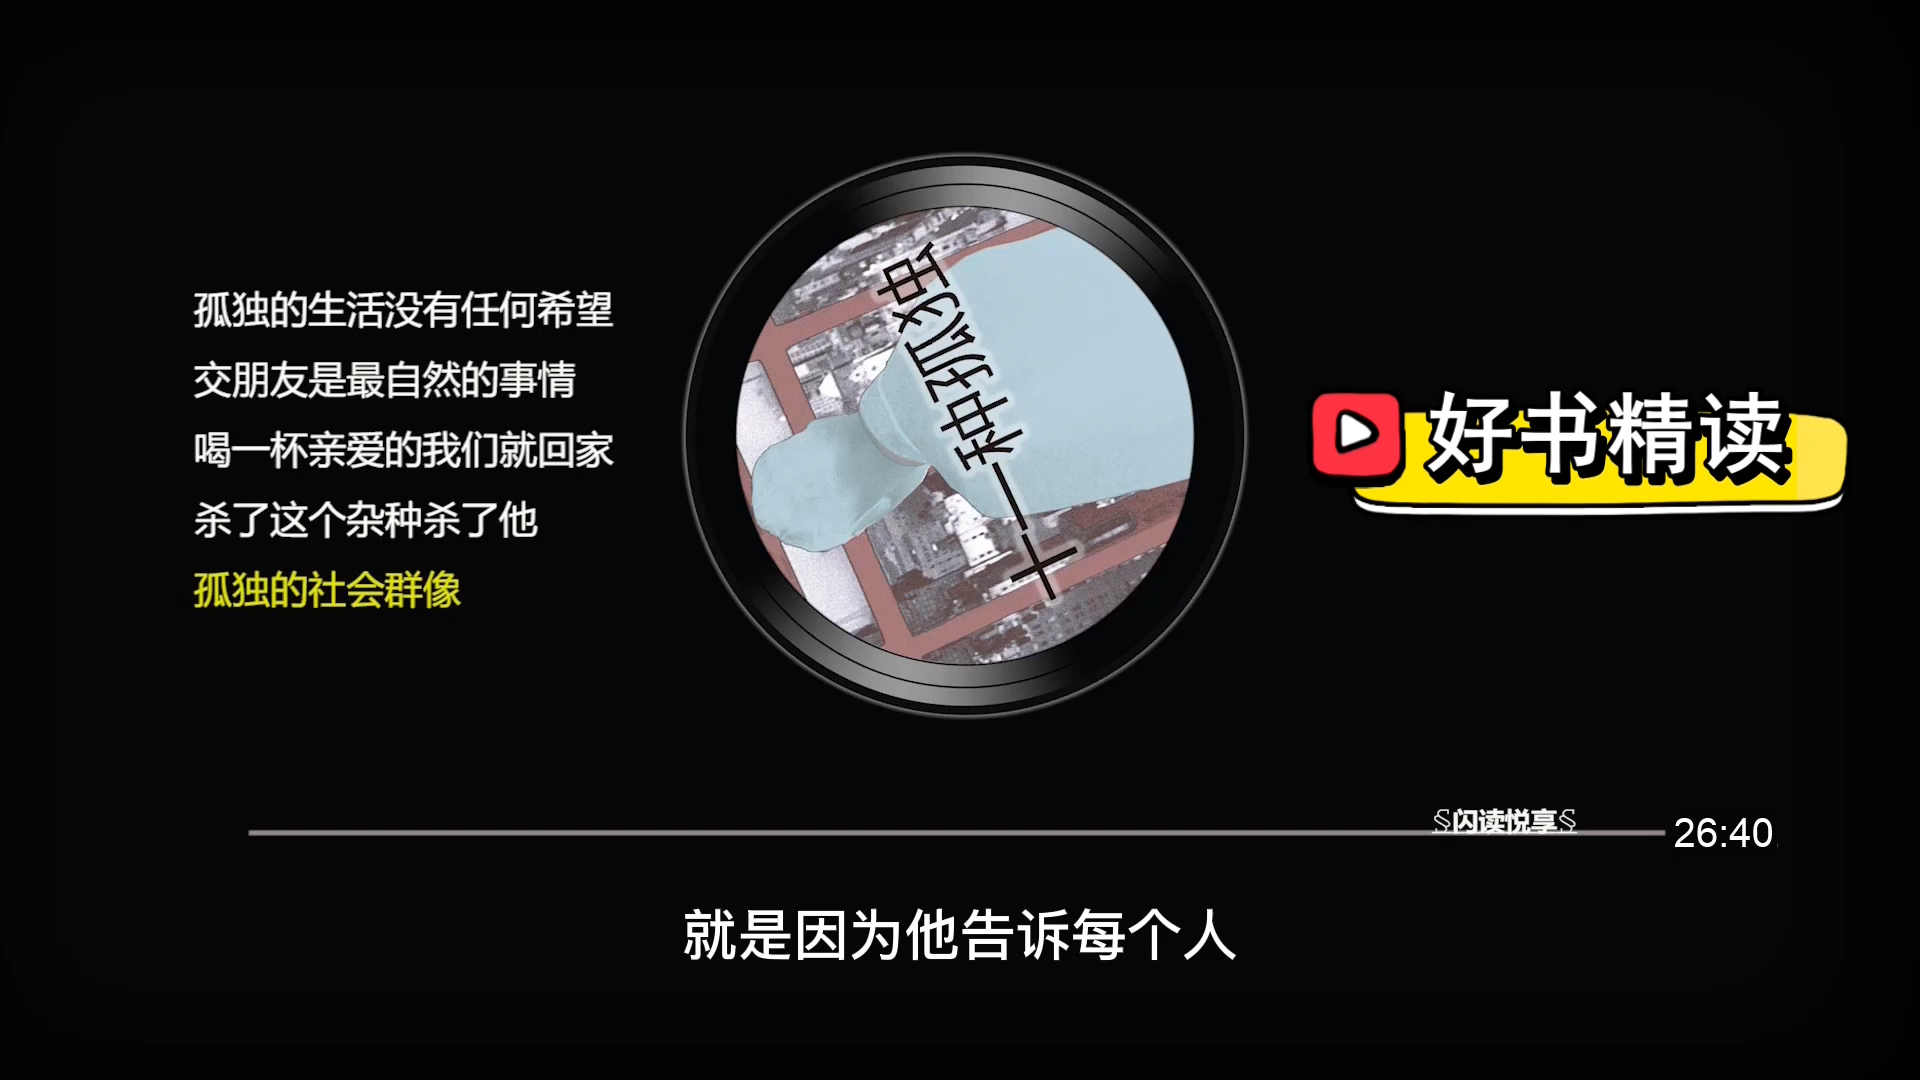 孤独的生活没有任何希望
交朋友是最自然的事情
喝一杯亲爱的我们就回家
杀了这个杂种杀了他
孤独的社会群像
十一种孤独
好书精读
§闪读悦享§
26:40
就是因为他告诉每个人